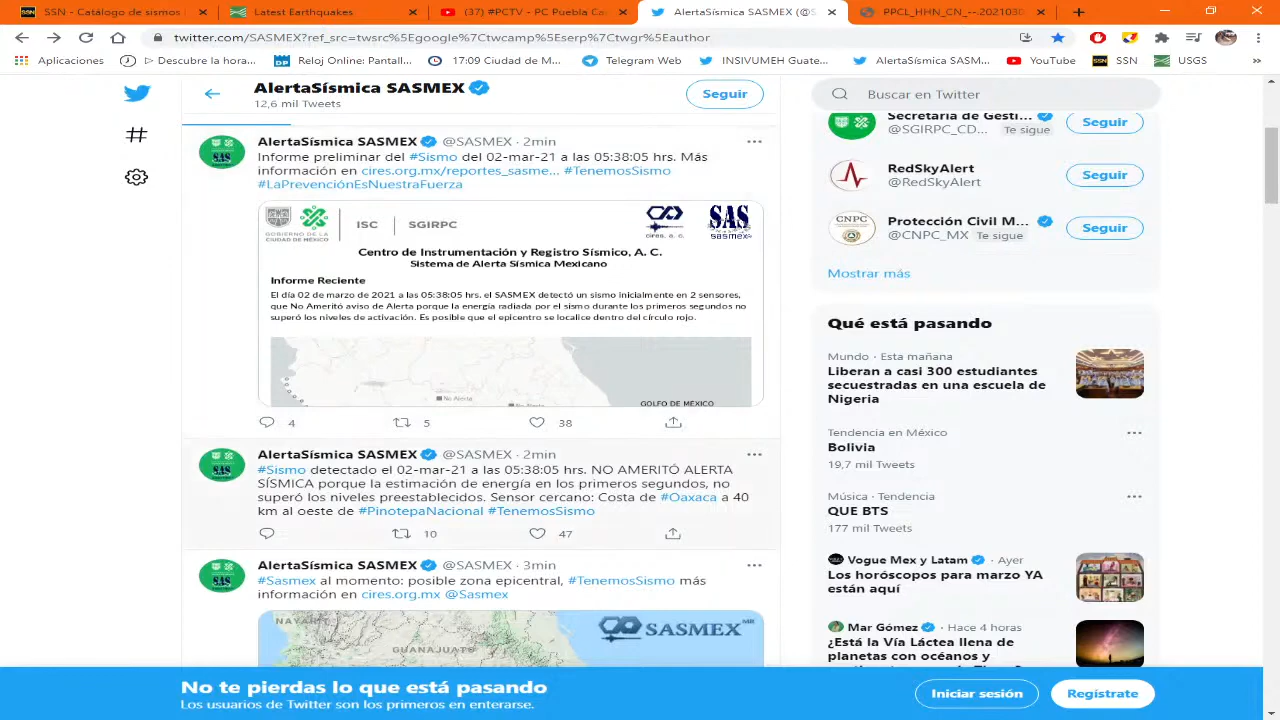 SSN - Catálogo de sismos
Latest Earthquakes
(37) #PCTV - PC Puebla Ca
AlertaSísmica SASMEX (@S
PPCL_HHN_CN_--2021030
twitter.com/SASMEX?ref_src=twsrc%5Egoogle%7Ctwcamp%5Eserp%7Ctwgr%5Eauthor
Aplicaciones
ᐅ Descubre la hora...
Reloj Online: Pantall...
17:09 Ciudad de M...
Telegram Web
INSIVUMEH Guate...
AlertaSísmica SASM...
YouTube
SSN
USGS
AlertaSísmica SASMEX
12,6 mil Tweets
Seguir
AlertaSísmica SASMEX @SASMEX · 2min
Informe preliminar del #Sismo del 02-mar-21 a las 05:38:05 hrs. Más
información en cires.org.mx/reportes_sasme... #TenemosSismo
#LaPrevenciónEsNuestraFuerza
GOBIERNO DE LA
CIUDAD DE MÉXICO
ISC
SGIRPC
cires, a. c.
SAS
sasmex
Centro de Instrumentación y Registro Sísmico, A. C.
Sistema de Alerta Sísmica Mexicano
Informe Reciente
El día 02 de marzo de 2021 a las 05:38:05 hrs. el SASMEX detectó un sismo inicialmente en 2 sensores,
que No Ameritó aviso de Alerta porque la energía radiada por el sismo durante los primeros segundos no
superó los niveles de activación. Es posible que el epicentro se localice dentro del círculo rojo.
No Alerta
No Alerta
GOLFO DE MÉXICO
4
5
38
AlertaSísmica SASMEX @SASMEX · 2min
#Sismo detectado el 02-mar-21 a las 05:38:05 hrs. NO AMERITÓ ALERTA
SÍSMICA porque la estimación de energía en los primeros segundos, no
superó los niveles preestablecidos. Sensor cercano: Costa de #Oaxaca a 40
km al oeste de #PinotepaNacional #TenemosSismo
10
47
AlertaSísmica SASMEX @SASMEX · 3min
#Sasmex al momento: posible zona epicentral, #TenemosSismo más
información en cires.org.mx @Sasmex
NAYARIT
GUANAJUATO
SASMEX MR
Buscar en Twitter
Secretaría de Gesti...
@SGIRPC_CD... Te sigue
Seguir
RedSkyAlert
@RedSkyAlert
Seguir
CNPC
Protección Civil M...
@CNPC_MX Te sigue
Seguir
Mostrar más
Qué está pasando
Mundo · Esta mañana
Liberan a casi 300 estudiantes
secuestradas en una escuela de
Nigeria
Tendencia en México
Bolivia
19,7 mil Tweets
Música · Tendencia
QUE BTS
177 mil Tweets
Vogue Mex y Latam · Ayer
Los horóscopos para marzo YA
están aquí
Mar Gómez · Hace 4 horas
¿Está la Vía Láctea llena de
planetas con océanos y
No te pierdas lo que está pasando
Los usuarios de Twitter son los primeros en enterarse.
Iniciar sesión
Regístrate